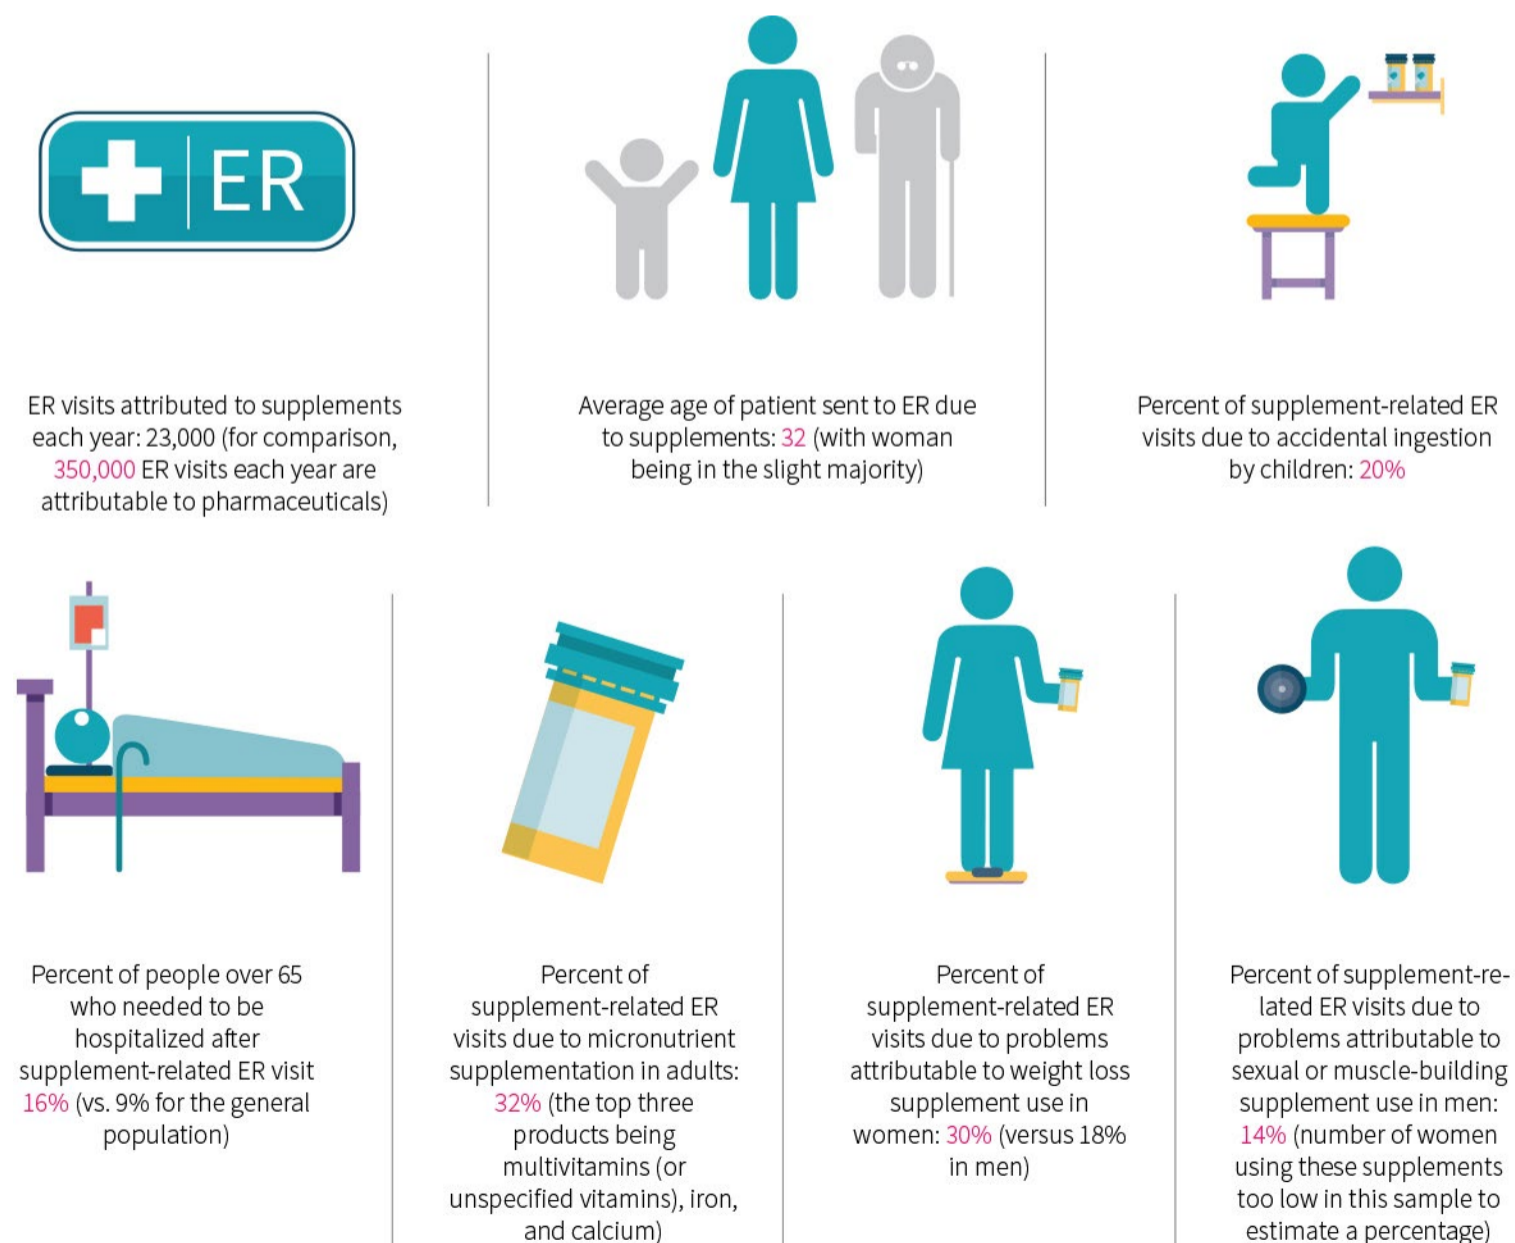 ER
ER visits attributed to supplements
each year: 23,000 (for comparison,
350,000 ER visits each year are
attributable to pharmaceuticals)
Average age of patient sent to ER due
to supplements: 32 (with woman
being in the slight majority)
Percent of supplement-related ER
visits due to accidental ingestion
by children: 20%
Percent of people over 65
who needed to be
hospitalized after
supplement-related ER visit
16% (vs. 9% for the general
population)
Percent of
supplement-related ER
visits due to micronutrient
supplementation in adults:
32% (the top three
products being
multivitamins (or
unspecified vitamins), iron,
and calcium)
Percent of
supplement-related ER
visits due to problems
attributable to weight loss
supplement use in
women: 30% (versus 18%
in men)
Percent of supplement-re-
lated ER visits due to
problems attributable to
sexual or muscle-building
supplement use in men:
14% (number of women
using these supplements
too low in this sample to
estimate a percentage)